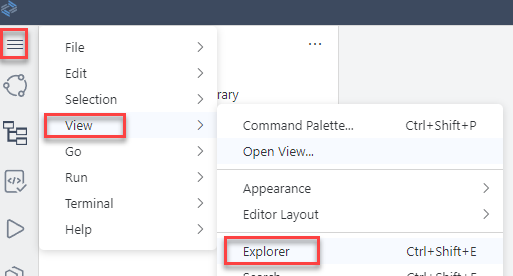 File
Edit
Selection
View
Go
Run
Terminal
Help
...
rary
Command Palette... Ctrl+Shift+P
Open View...
Appearance
Editor Layout
Explorer Ctrl+Shift+E